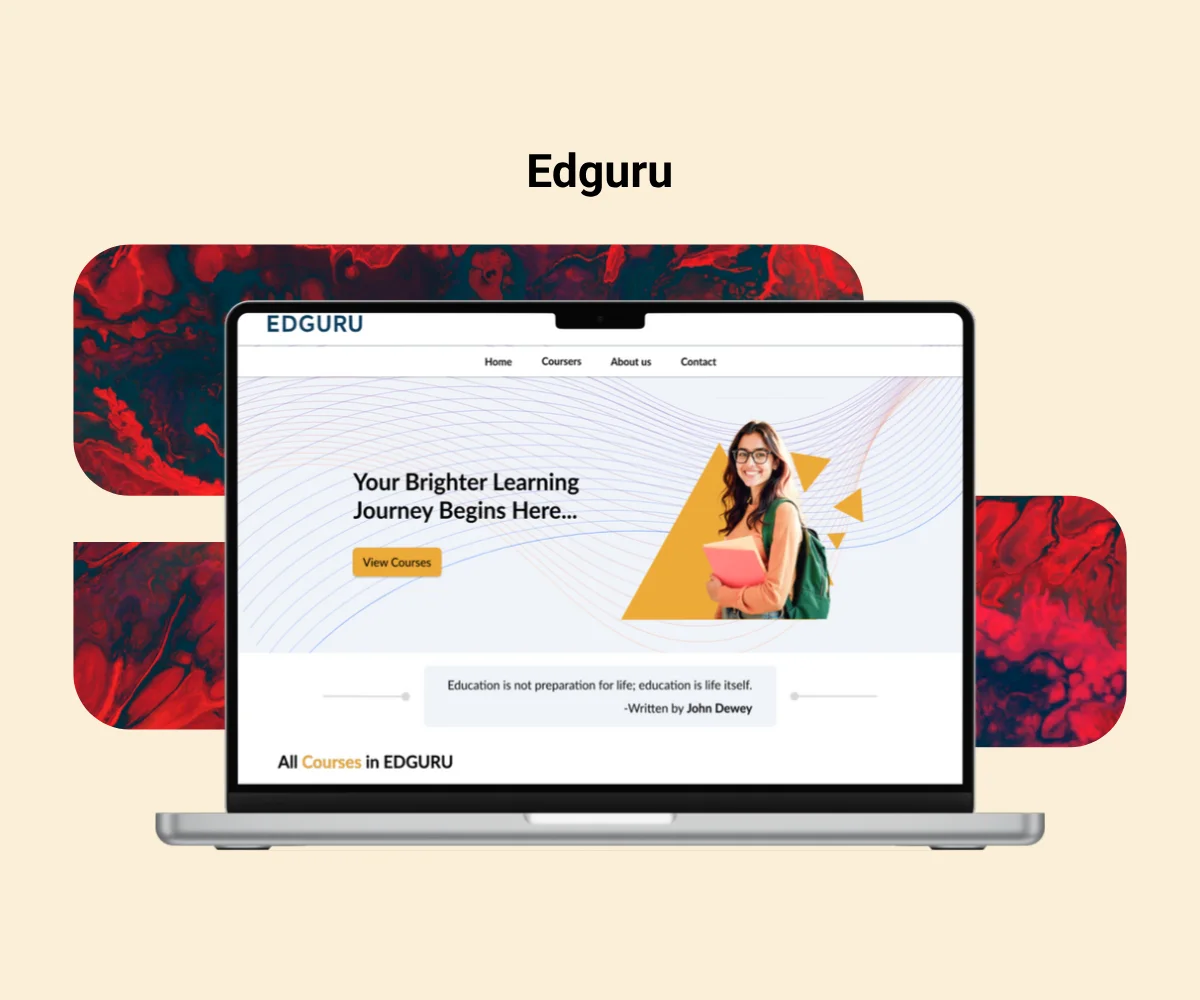 Edguru
EDGURU
Home Coursers About us Contact
Your Brighter Learning
Journey Begins Here...
View Courses
Education is not preparation for life; education is life itself.
-Written by John Dewey
All Courses in EDGURU